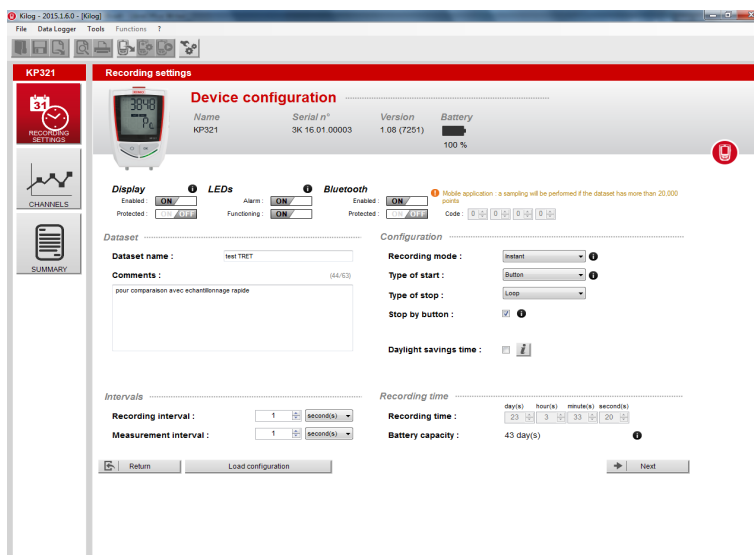 Kilog - 2015.1.6.0 - [Kilog]
File Data Logger Tools Functions ?
KP321
Recording settings
31
RECORDING
SETTINGS
CHANNELS
SUMMARY
Device configuration
Name Serial n° Version Battery
KP321 3K 16.01.00003 1.08 (7251)
100 %
Display LEDs Bluetooth
Enabled : ON Alarm : ON Enabled : ON
Protected : ON OFF Functioning : ON Protected : ON OFF
Mobile application : a sampling will be performed if the dataset has more than 20,000
points
Code : 0 0 0 0
Dataset
Dataset name : test TRET
Comments : (44/63)
pour comparaison avec echantillonnage rapide
Configuration
Recording mode : Instant
Type of start : Button
Type of stop : Loop
Stop by button :
Daylight savings time :
Intervals
Recording interval : 1 second(s)
Measurement interval : 1 second(s)
Recording time
day(s) hour(s) minute(s) second(s)
Recording time : 23 3 33 20
Battery capacity : 43 day(s)
Return Load configuration Next